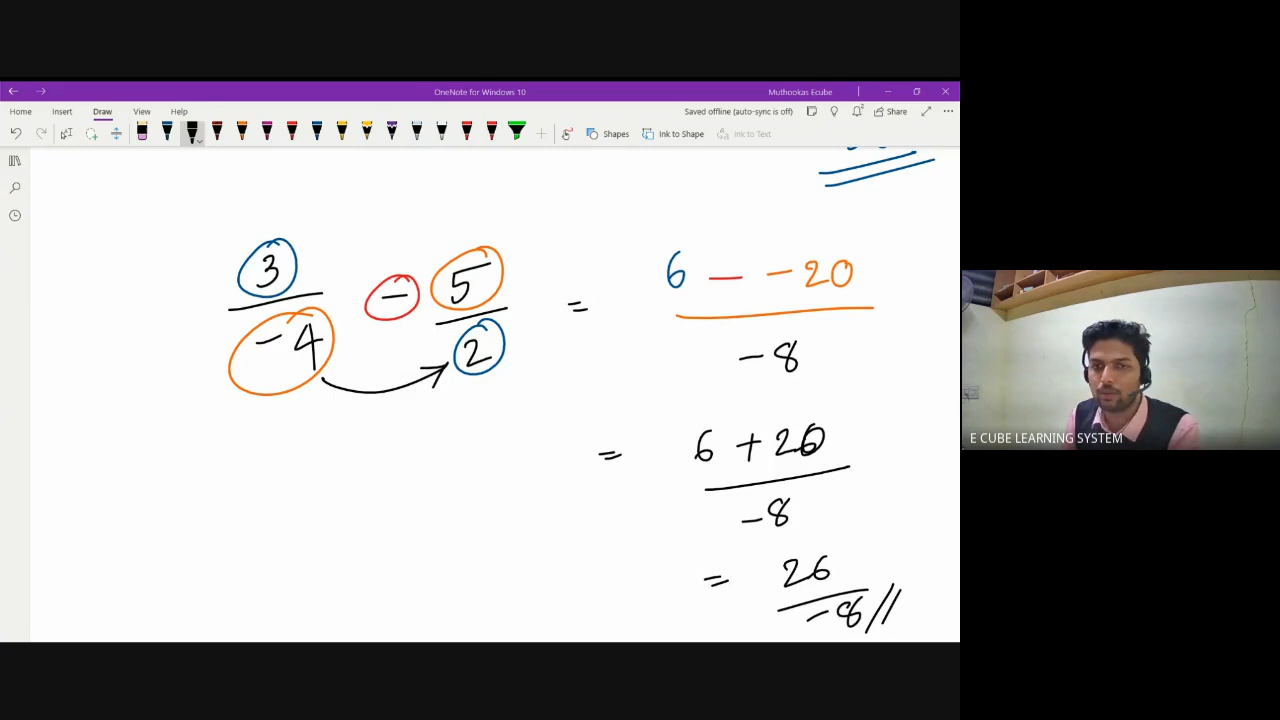 OneNote for Windows 10
Muthookas Ecube
Home Insert Draw View Help
Saved offline (auto-sync is off)
Share
Shapes
Ink to Shape
Ink to Text
3/-4 - 5/2 = 6 - -20/-8
= 6 + 20/-8
= 26/-8 //
E CUBE LEARNING SYSTEM